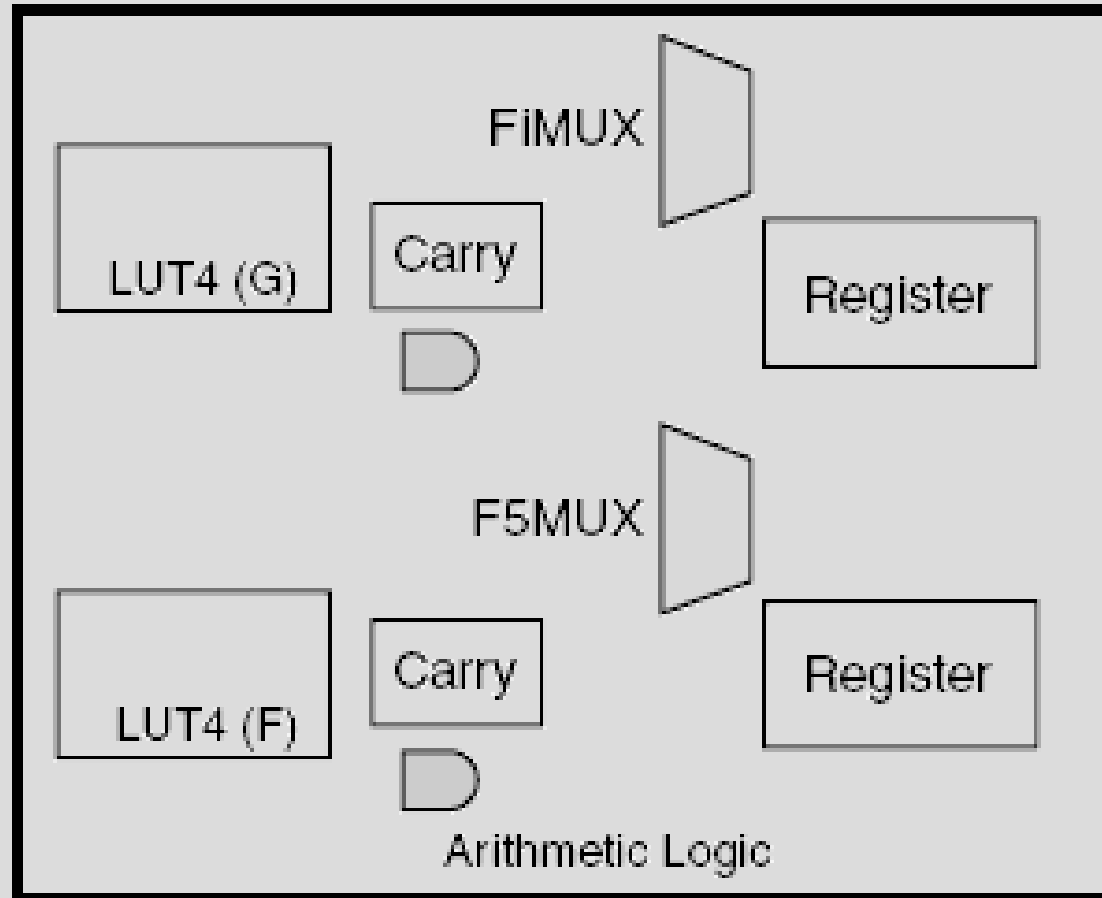 FiMUX
Carry
LUT4 (G)
Register
F5MUX
Carry
Register
LUT4 (F)
Arithmetic Logic